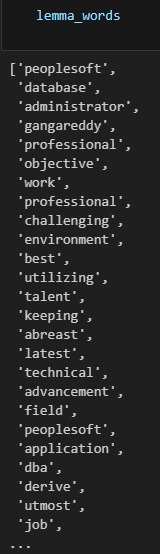 lemma_words
['peoplesoft',
'database',
'administrator',
'gangareddy',
'professional',
'objective',
'work',
'professional',
'challenging',
'environment',
'best',
'utilizing',
'talent',
'keeping',
'abreast',
'latest',
'technical',
'advancement',
'field',
'peoplesoft',
'application',
'dba',
'derive',
'utmost',
'job',
...